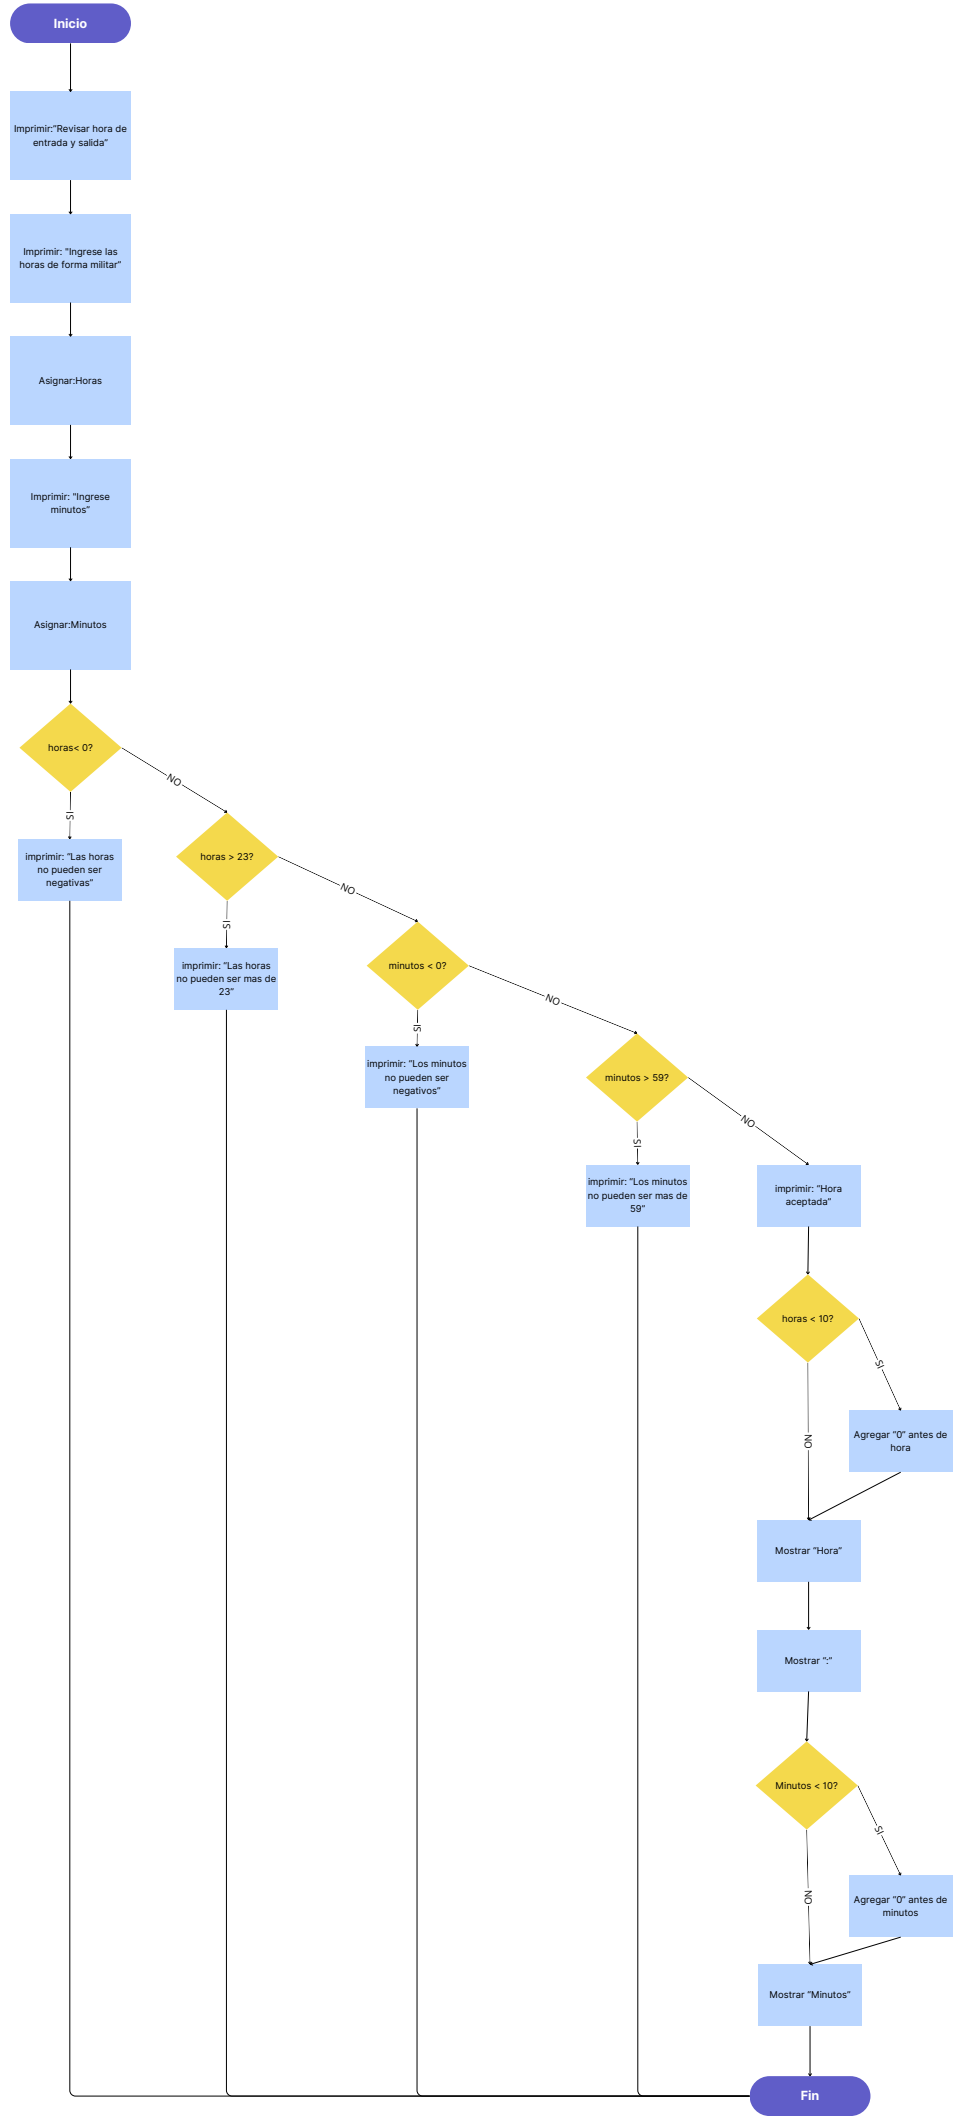 Inicio
Imprimir:"Revisar hora de
entrada y salida"
Imprimir: "Ingrese las
horas de forma militar"
Asignar:Horas
Imprimir: "Ingrese
minutos"
Asignar:Minutos
horas< 0?
NO
SI
imprimir: "Las horas
no pueden ser
negativas"
horas > 23?
NO
SI
imprimir: "Las horas
no pueden ser mas de
23"
minutos < 0?
NO
SI
imprimir: "Los minutos
no pueden ser
negativos"
minutos > 59?
NO
SI
imprimir: "Los minutos
no pueden ser mas de
59"
imprimir: "Hora
aceptada"
horas < 10?
SI
NO
Agregar "0" antes de
hora
Mostrar "Hora"
Mostrar ":"
Minutos < 10?
SI
NO
Agregar "0" antes de
minutos
Mostrar "Minutos"
Fin